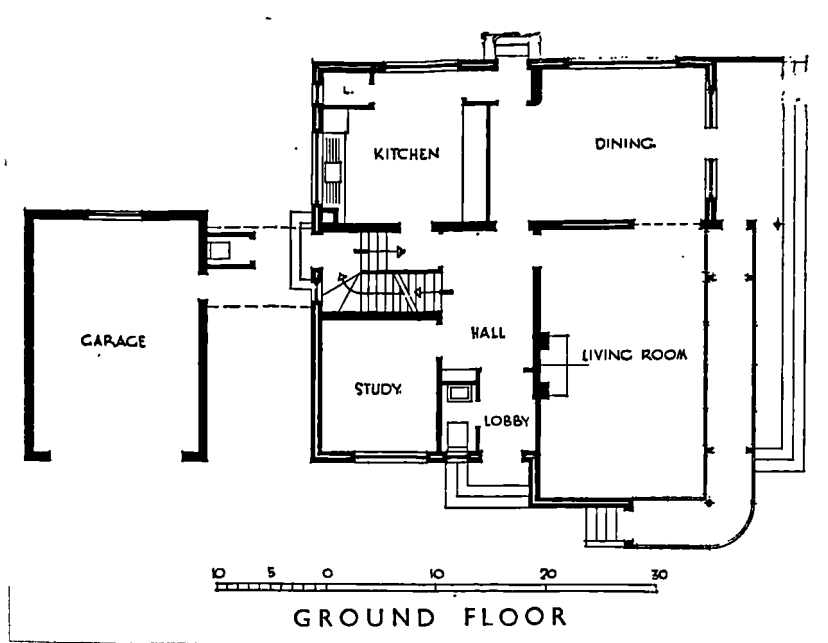 L.
KITCHEN
DINING.
GARAGE
HALL
LIVING ROOM
STUDY.
LOBBY
10 5 0 10 20 30
GROUND FLOOR